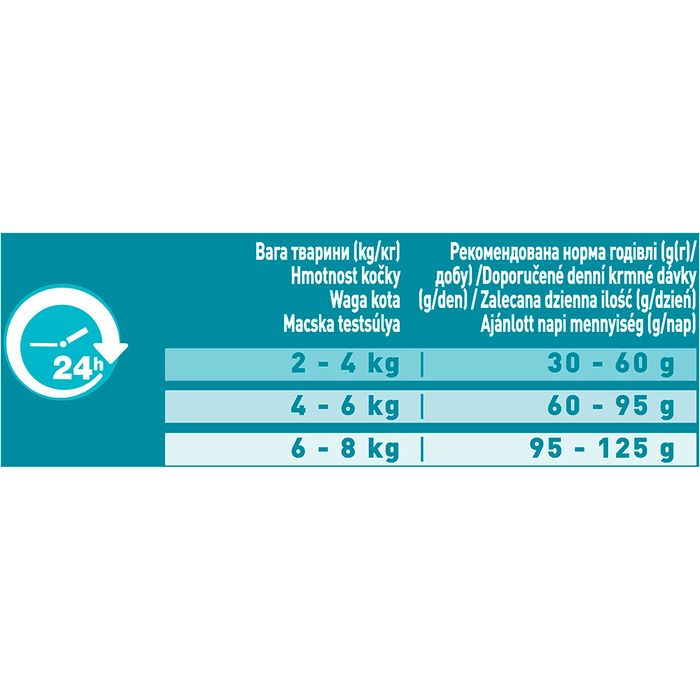 Вага тварини (kg/кг)
Hmotnost kočky
Waga kota
Macska testsúlya
Рекомендована норма годівлі (g(г)/
добу) /Doporučené denní krmné dávky
(g/den) / Zalecana dzienna ilość (g/dzień)
Ajánlott napi mennyiség (g/nap)
24h
2 - 4 kg | 30 - 60 g
4 - 6 kg | 60 - 95 g
6 - 8 kg | 95 - 125 g